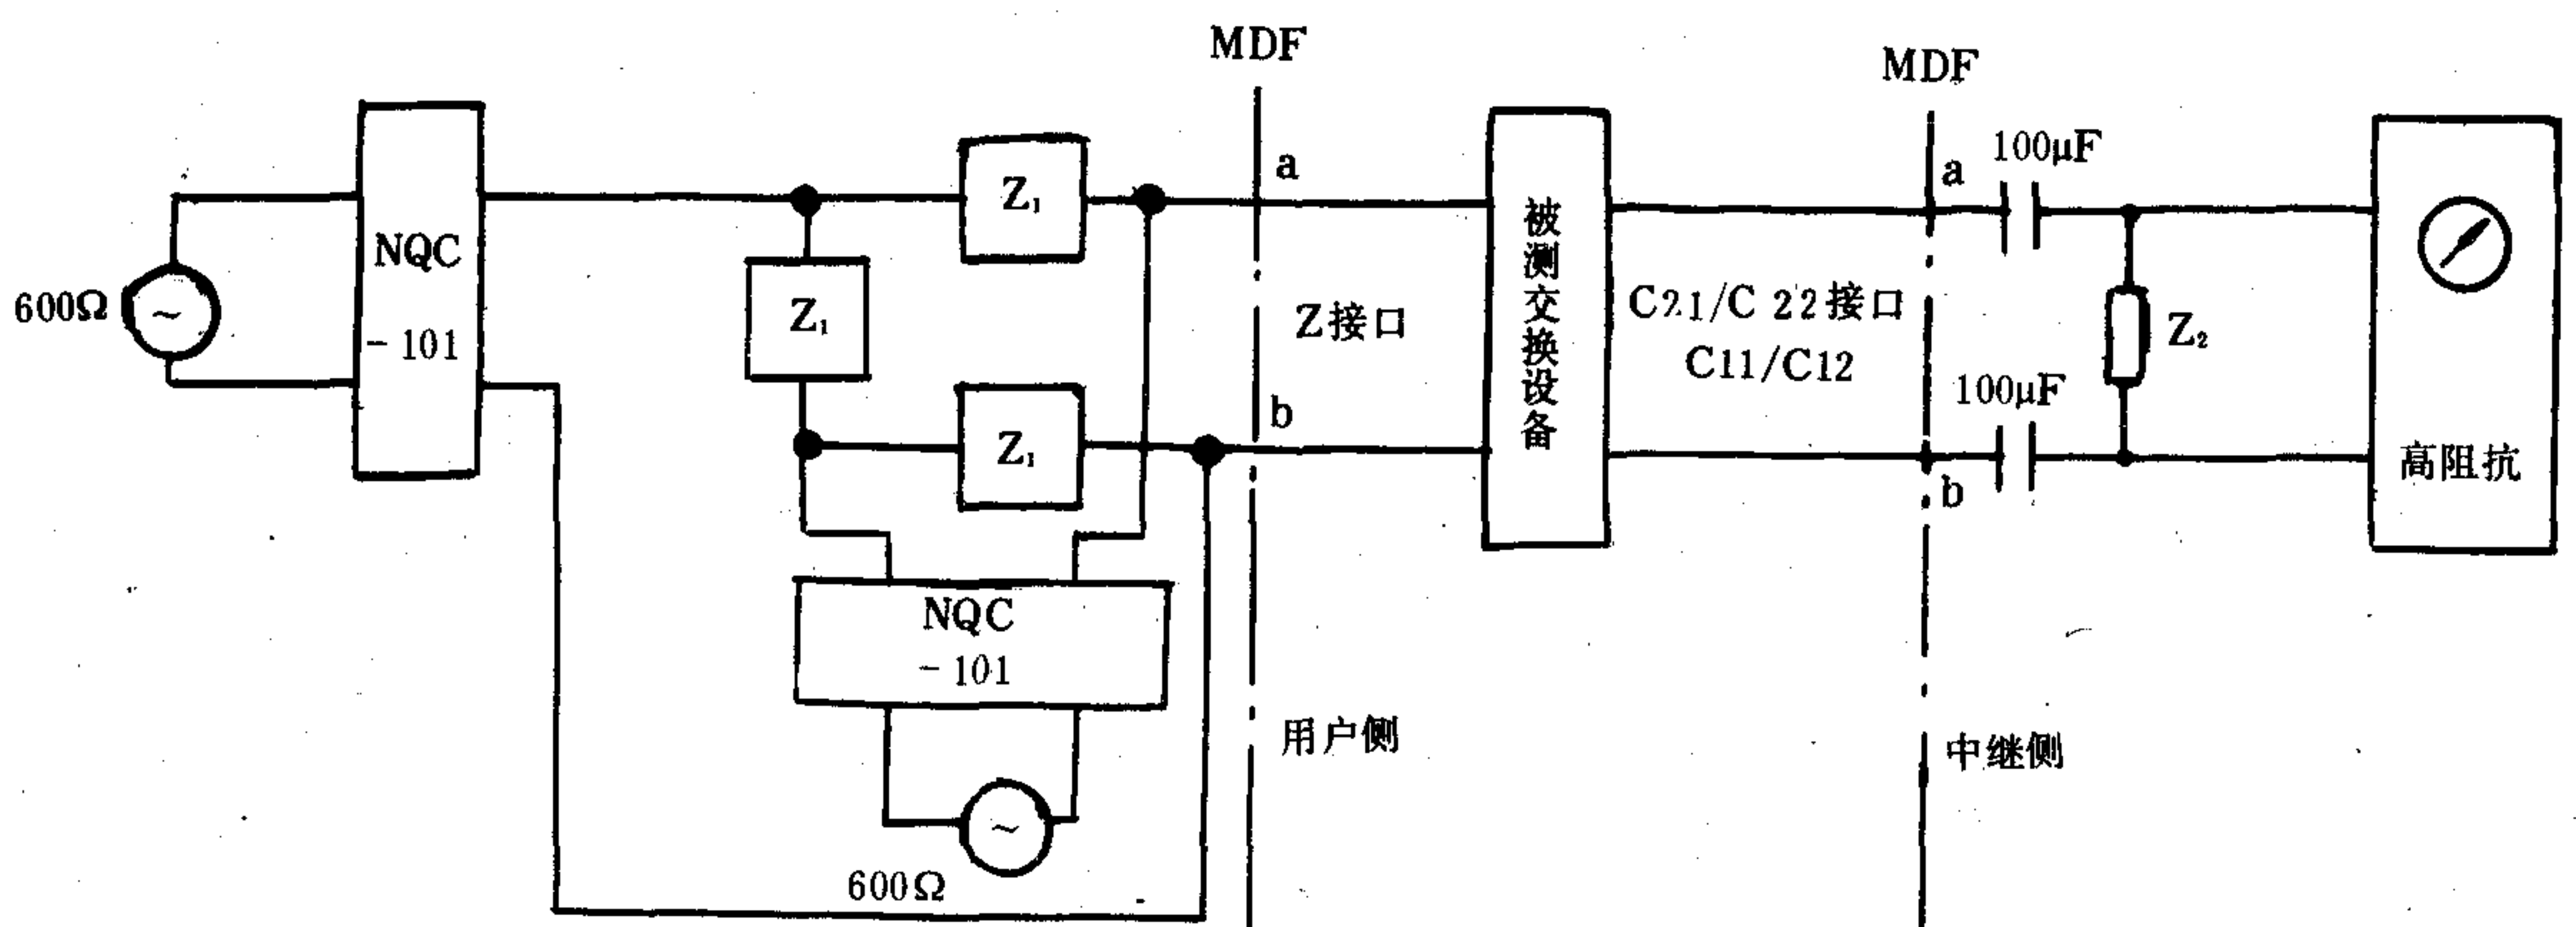 MDF
MDF
600Ω
NQC
- 101
Z₁
Z₁
Z₁
a
b
Z接口
被测交换设备
C21/C 22接口
C11/C12
a
b
100μF
100μF
Z₂
高阻抗
NQC
- 101
600Ω
用户侧
中继侧